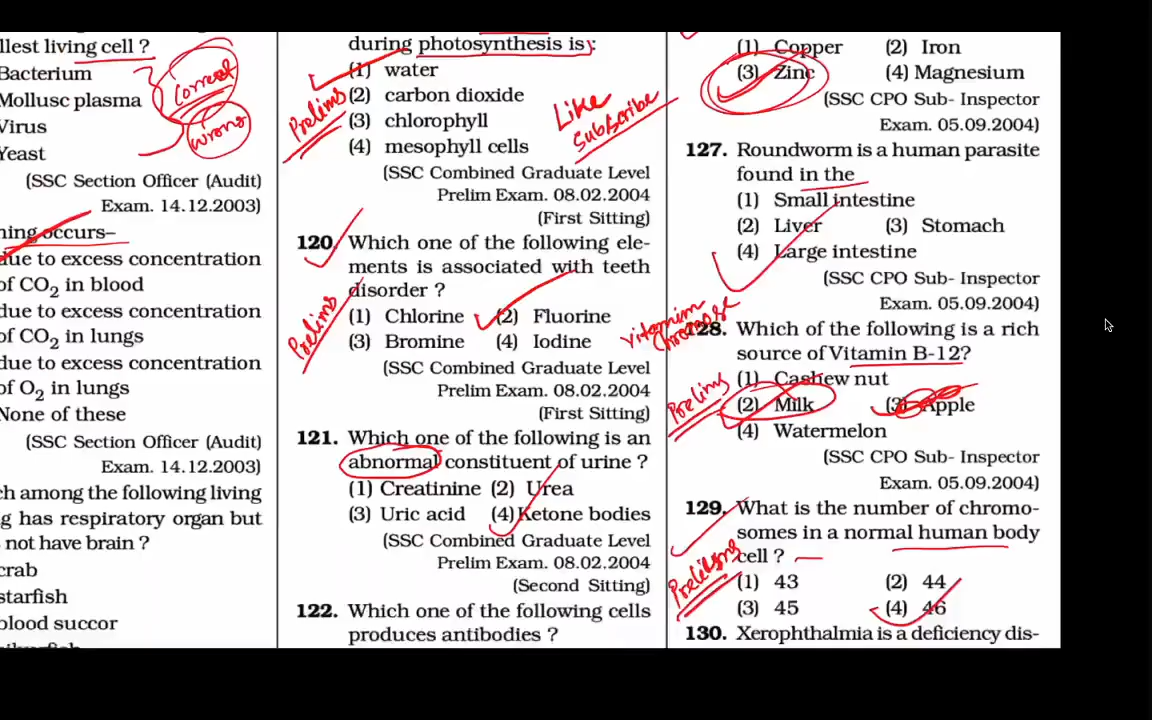 llest living cell ?
Bacterium
Mollusc plasma
Virus
Yeast
Correct
wrong
(SSC Section Officer (Audit)
Exam. 14.12.2003)
ning occurs–
due to excess concentration
of CO₂ in blood
due to excess concentration
of CO₂ in lungs
due to excess concentration
of O₂ in lungs
None of these
(SSC Section Officer (Audit)
Exam. 14.12.2003)
ch among the following living
g has respiratory organ but
s not have brain ?
crab
starfish
blood succor
during photosynthesis is :
(1) water
(2) carbon dioxide
(3) chlorophyll
(4) mesophyll cells
Prelims
Like
Subscribe
(SSC Combined Graduate Level
Prelim Exam. 08.02.2004
(First Sitting)
120. Which one of the following ele-
ments is associated with teeth
disorder ?
(1) Chlorine (2) Fluorine
(3) Bromine (4) Iodine
Prelims
(SSC Combined Graduate Level
Prelim Exam. 08.02.2004
(First Sitting)
121. Which one of the following is an
abnormal constituent of urine ?
(1) Creatinine (2) Urea
(3) Uric acid (4) Ketone bodies
(SSC Combined Graduate Level
Prelim Exam. 08.02.2004
(Second Sitting)
122. Which one of the following cells
produces antibodies ?
(1) Copper (2) Iron
(3) Zinc (4) Magnesium
(SSC CPO Sub- Inspector
Exam. 05.09.2004)
127. Roundworm is a human parasite
found in the
(1) Small intestine
(2) Liver (3) Stomach
(4) Large intestine
(SSC CPO Sub- Inspector
Exam. 05.09.2004)
128. Which of the following is a rich
source of Vitamin B-12?
(1) Cashew nut
(2) Milk (3) Apple
(4) Watermelon
Prelims
(SSC CPO Sub- Inspector
Exam. 05.09.2004)
129. What is the number of chromo-
somes in a normal human body
cell ?
(1) 43 (2) 44
(3) 45 (4) 46
130. Xerophthalmia is a deficiency dis-